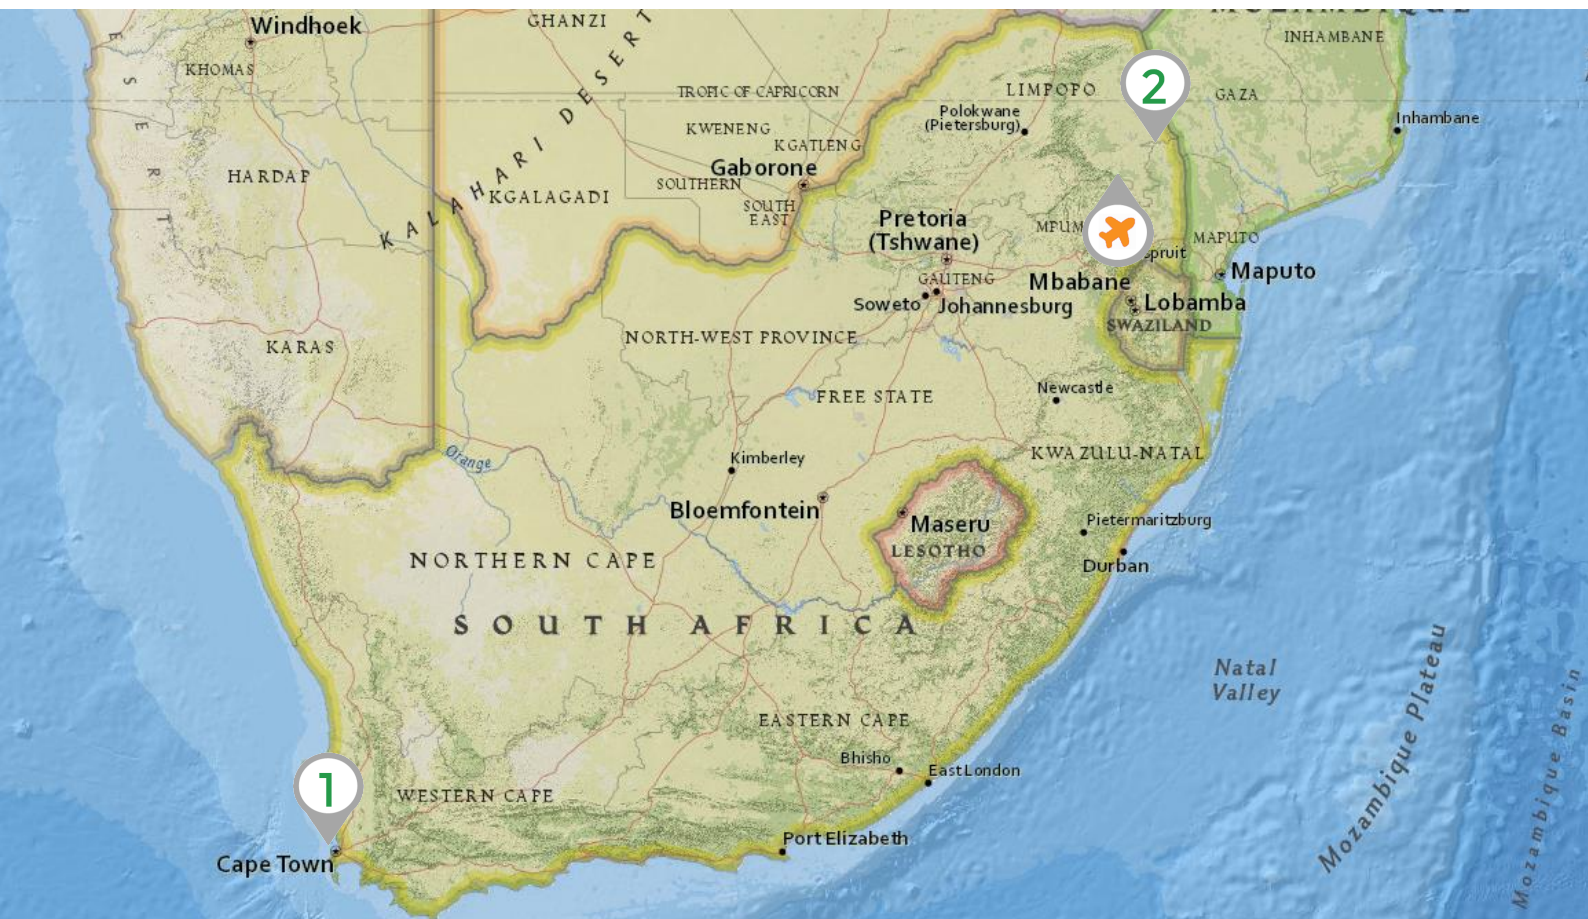 MOZAMBIQUE
Windhoek
GHANZI
INHAMBANE
KHOMAS
TROPIC OF CAPRICORN
LIMPOPO
2
GAZA
Polokwane
(Pietersburg)
Inhambane
KWENENG
KGATLENG
Gaborone
HARDAP
KALAHARI DESERT
SOUTHERN
KGALAGADI
SOUTH
EAST
Pretoria
(Tshwane)
MPUM
spruit
MAPUTO
GAUTENG
Mbabane
Maputo
Soweto
Johannesburg
Lobamba
SWAZILAND
NORTH-WEST PROVINCE
KARAS
Newcastle
FREE STATE
Orange
Kimberley
KWAZULU-NATAL
Bloemfontein
Maseru
LESOTHO
Pietermaritzburg
Durban
NORTHERN CAPE
SOUTH AFRICA
Natal
Valley
Mozambique Plateau
Mozambique Basin
EASTERN CAPE
Bhisho
East London
1
WESTERN CAPE
Port Elizabeth
Cape Town